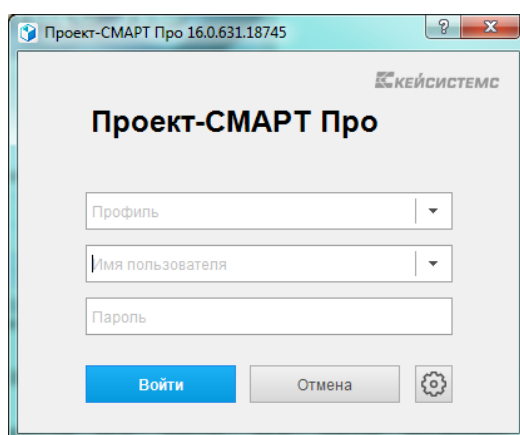 Проект-СМАРТ Про 16.0.631.18745
КЕЙСИСТЕМС
Проект-СМАРТ Про
Профиль
Имя пользователя
Пароль
Войти
Отмена